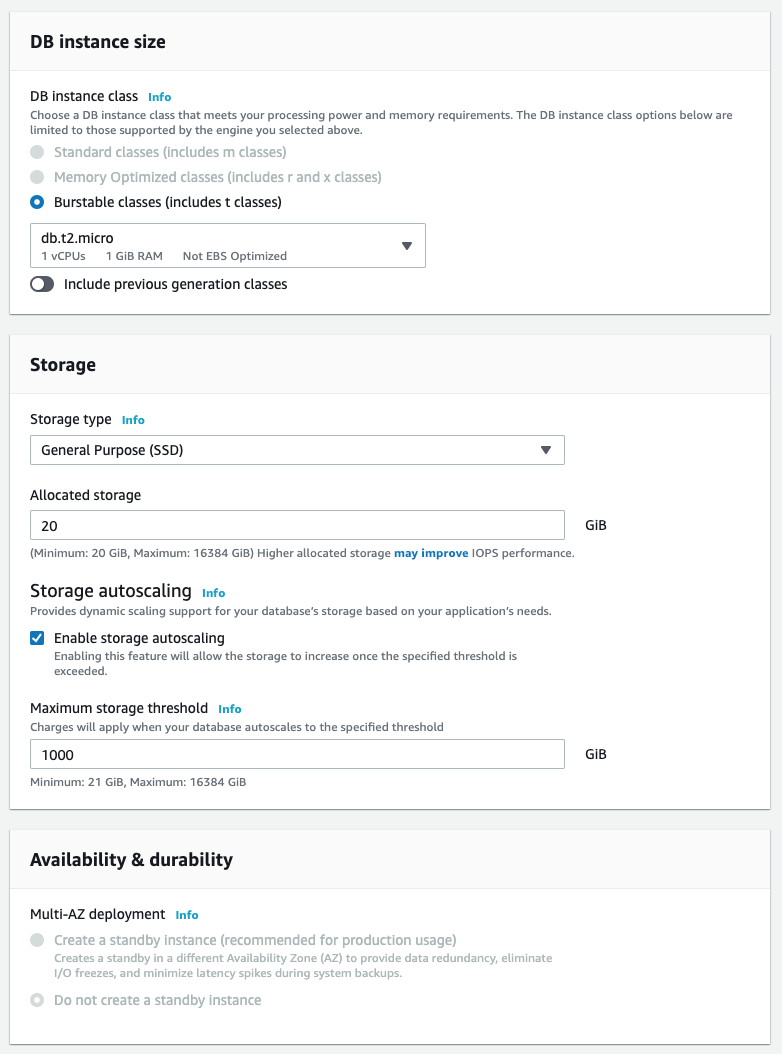 DB instance size
DB instance class Info
Choose a DB instance class that meets your processing power and memory requirements. The DB instance class options below are
limited to those supported by the engine you selected above.
Standard classes (includes m classes)
Memory Optimized classes (includes r and x classes)
Burstable classes (includes t classes)
db.t2.micro
1 vCPUs 1 GiB RAM Not EBS Optimized
Include previous generation classes
Storage
Storage type Info
General Purpose (SSD)
Allocated storage
20 GiB
(Minimum: 20 GiB, Maximum: 16384 GiB) Higher allocated storage may improve IOPS performance.
Storage autoscaling Info
Provides dynamic scaling support for your database's storage based on your application's needs.
Enable storage autoscaling
Enabling this feature will allow the storage to increase once the specified threshold is
exceeded.
Maximum storage threshold Info
Charges will apply when your database autoscales to the specified threshold
1000 GiB
Minimum: 21 GiB, Maximum: 16384 GiB
Availability & durability
Multi-AZ deployment Info
Create a standby instance (recommended for production usage)
Creates a standby in a different Availability Zone (AZ) to provide data redundancy, eliminate
I/O freezes, and minimize latency spikes during system backups.
Do not create a standby instance